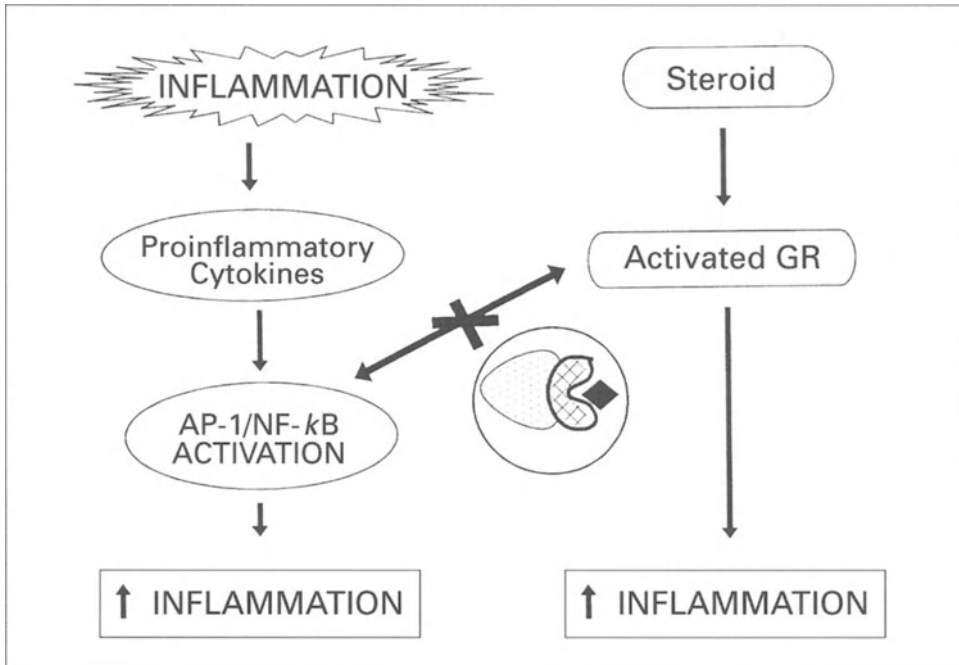 INFLAMMATION
Steroid
Proinflammatory
Cytokines
Activated GR
AP-1/NF-kB
ACTIVATION
↑ INFLAMMATION
↑ INFLAMMATION